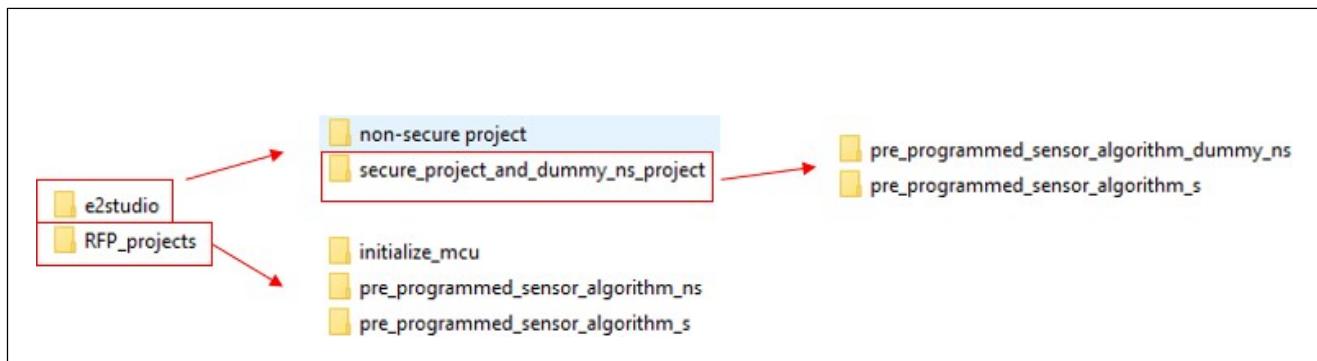 e2studio
RFP_projects
non-secure project
secure_project_and_dummy_ns_project
pre_programmed_sensor_algorithm_dummy_ns
pre_programmed_sensor_algorithm_s
initialize_mcu
pre_programmed_sensor_algorithm_ns
pre_programmed_sensor_algorithm_s